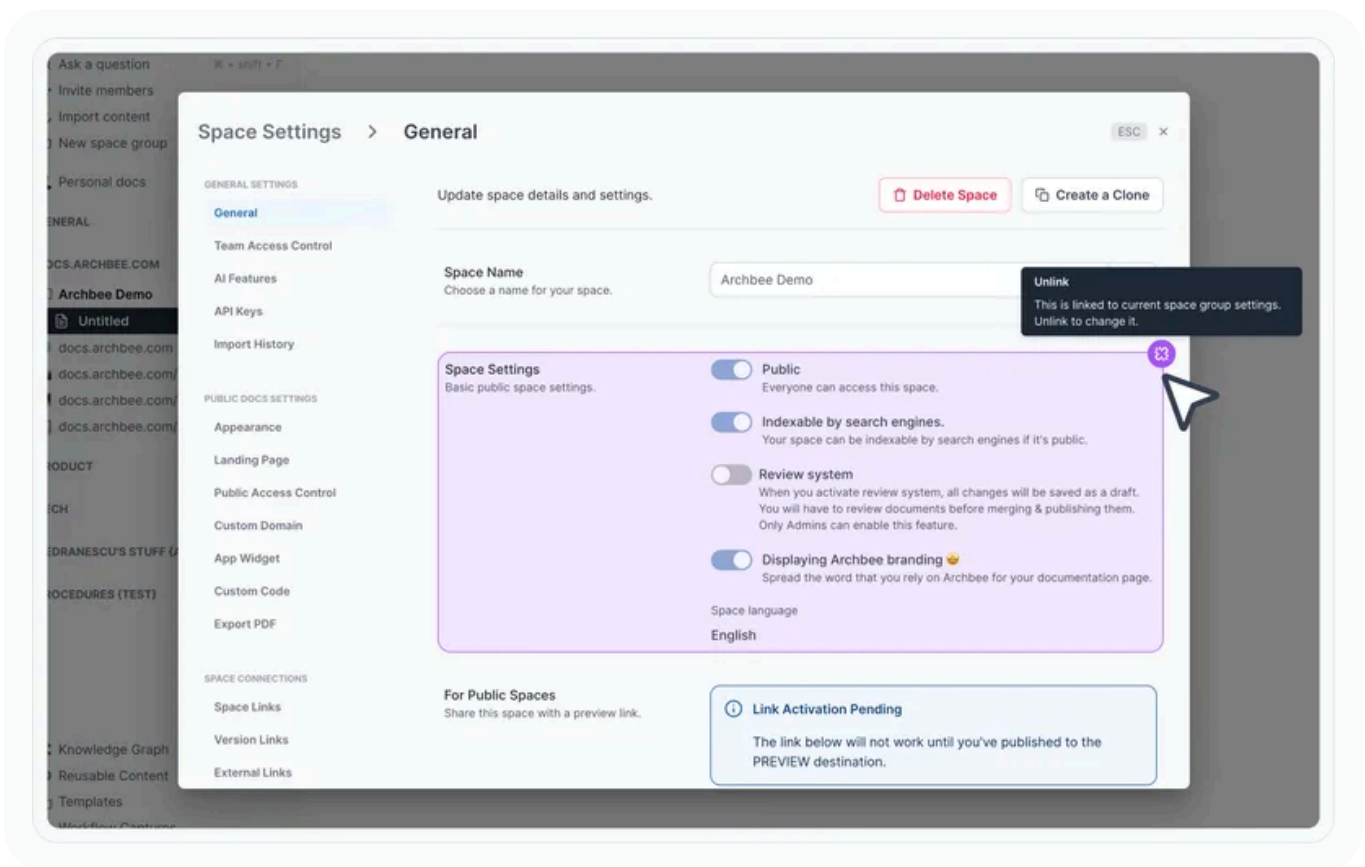 Ask a question
⌘ + shift + F
Invite members
Import content
New space group
Personal docs
ENERAL
OCS.ARCHBEE.COM
Archbee Demo
Untitled
docs.archbee.com
docs.archbee.com/
docs.archbee.com/
docs.archbee.com/
RODUCT
ECH
EDRANESCU'S STUFF (A
ROCEDURES (TEST)
Knowledge Graph
Reusable Content
Templates
Workflow Captures
Space Settings > General
ESC ×
GENERAL SETTINGS
General
Team Access Control
AI Features
API Keys
Import History
PUBLIC DOCS SETTINGS
Appearance
Landing Page
Public Access Control
Custom Domain
App Widget
Custom Code
Export PDF
SPACE CONNECTIONS
Space Links
Version Links
External Links
Update space details and settings.
Delete Space
Create a Clone
Space Name
Choose a name for your space.
Archbee Demo
Unlink
This is linked to current space group settings.
Unlink to change it.
Space Settings
Basic public space settings.
Public
Everyone can access this space.
Indexable by search engines.
Your space can be indexable by search engines if it's public.
Review system
When you activate review system, all changes will be saved as a draft.
You will have to review documents before merging & publishing them.
Only Admins can enable this feature.
Displaying Archbee branding 🤩
Spread the word that you rely on Archbee for your documentation page.
Space language
English
For Public Spaces
Share this space with a preview link.
Link Activation Pending
The link below will not work until you've published to the
PREVIEW destination.